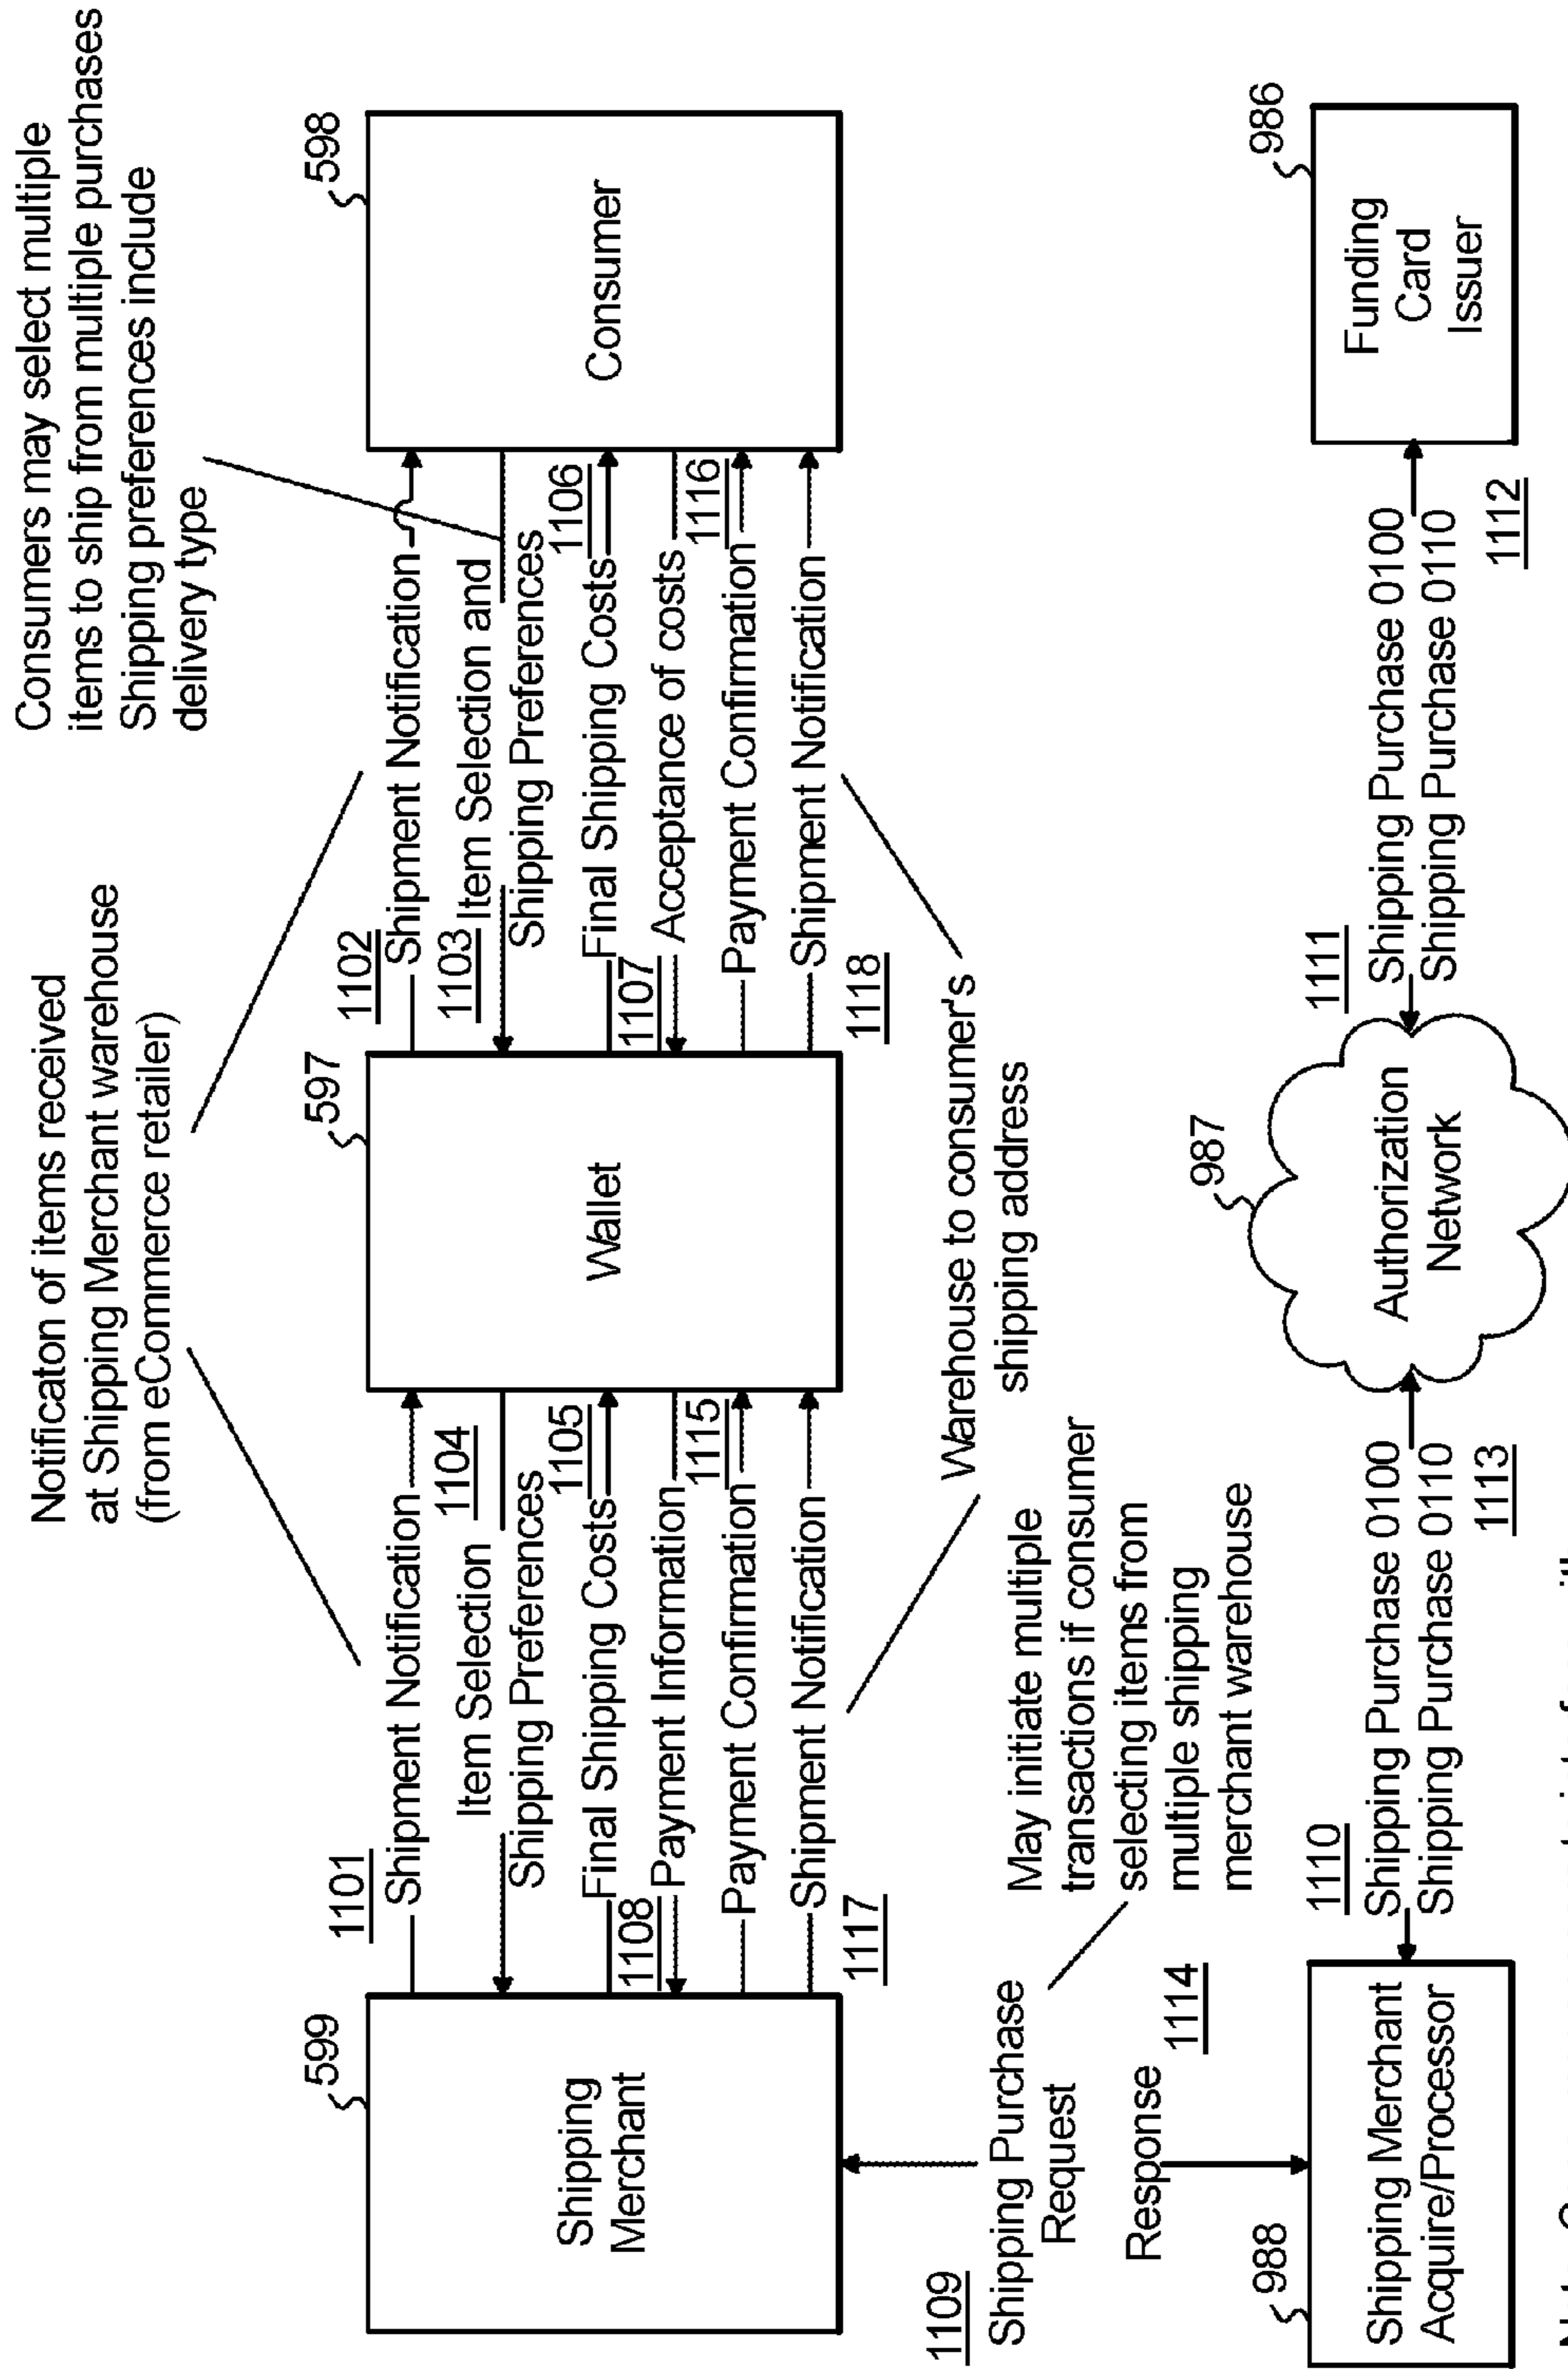 Notificaton of items received
at Shipping Merchant warehouse
(from eCommerce retailer)
Consumers may select multiple
items to ship from multiple purchases
Shipping preferences include
delivery type
599
Shipping
Merchant
1101
Shipment Notification
1104
Item Selection
Shipping Preferences
1105
Final Shipping Costs
1108
Payment Information
1115
Payment Confirmation
Shipment Notification
1117
597
Wallet
1102
Shipment Notification
1103
Item Selection and
Shipping Preferences
1106
Final Shipping Costs
1107
Acceptance of costs
1116
Payment Confirmation
Shipment Notification
1118
598
Consumer
Warehouse to consumer's
shipping address
1109
Shipping Purchase
Request
Response
1114
May initiate multiple
transactions if consumer
selecting items from
multiple shipping
merchant warehouse
988
Shipping Merchant
Acquire/Processor
1110
Shipping Purchase 0100
Shipping Purchase 0110
1113
987
Authorization
Network
1111
Shipping Purchase 0100
Shipping Purchase 0110
1112
986
Funding
Card
Issuer